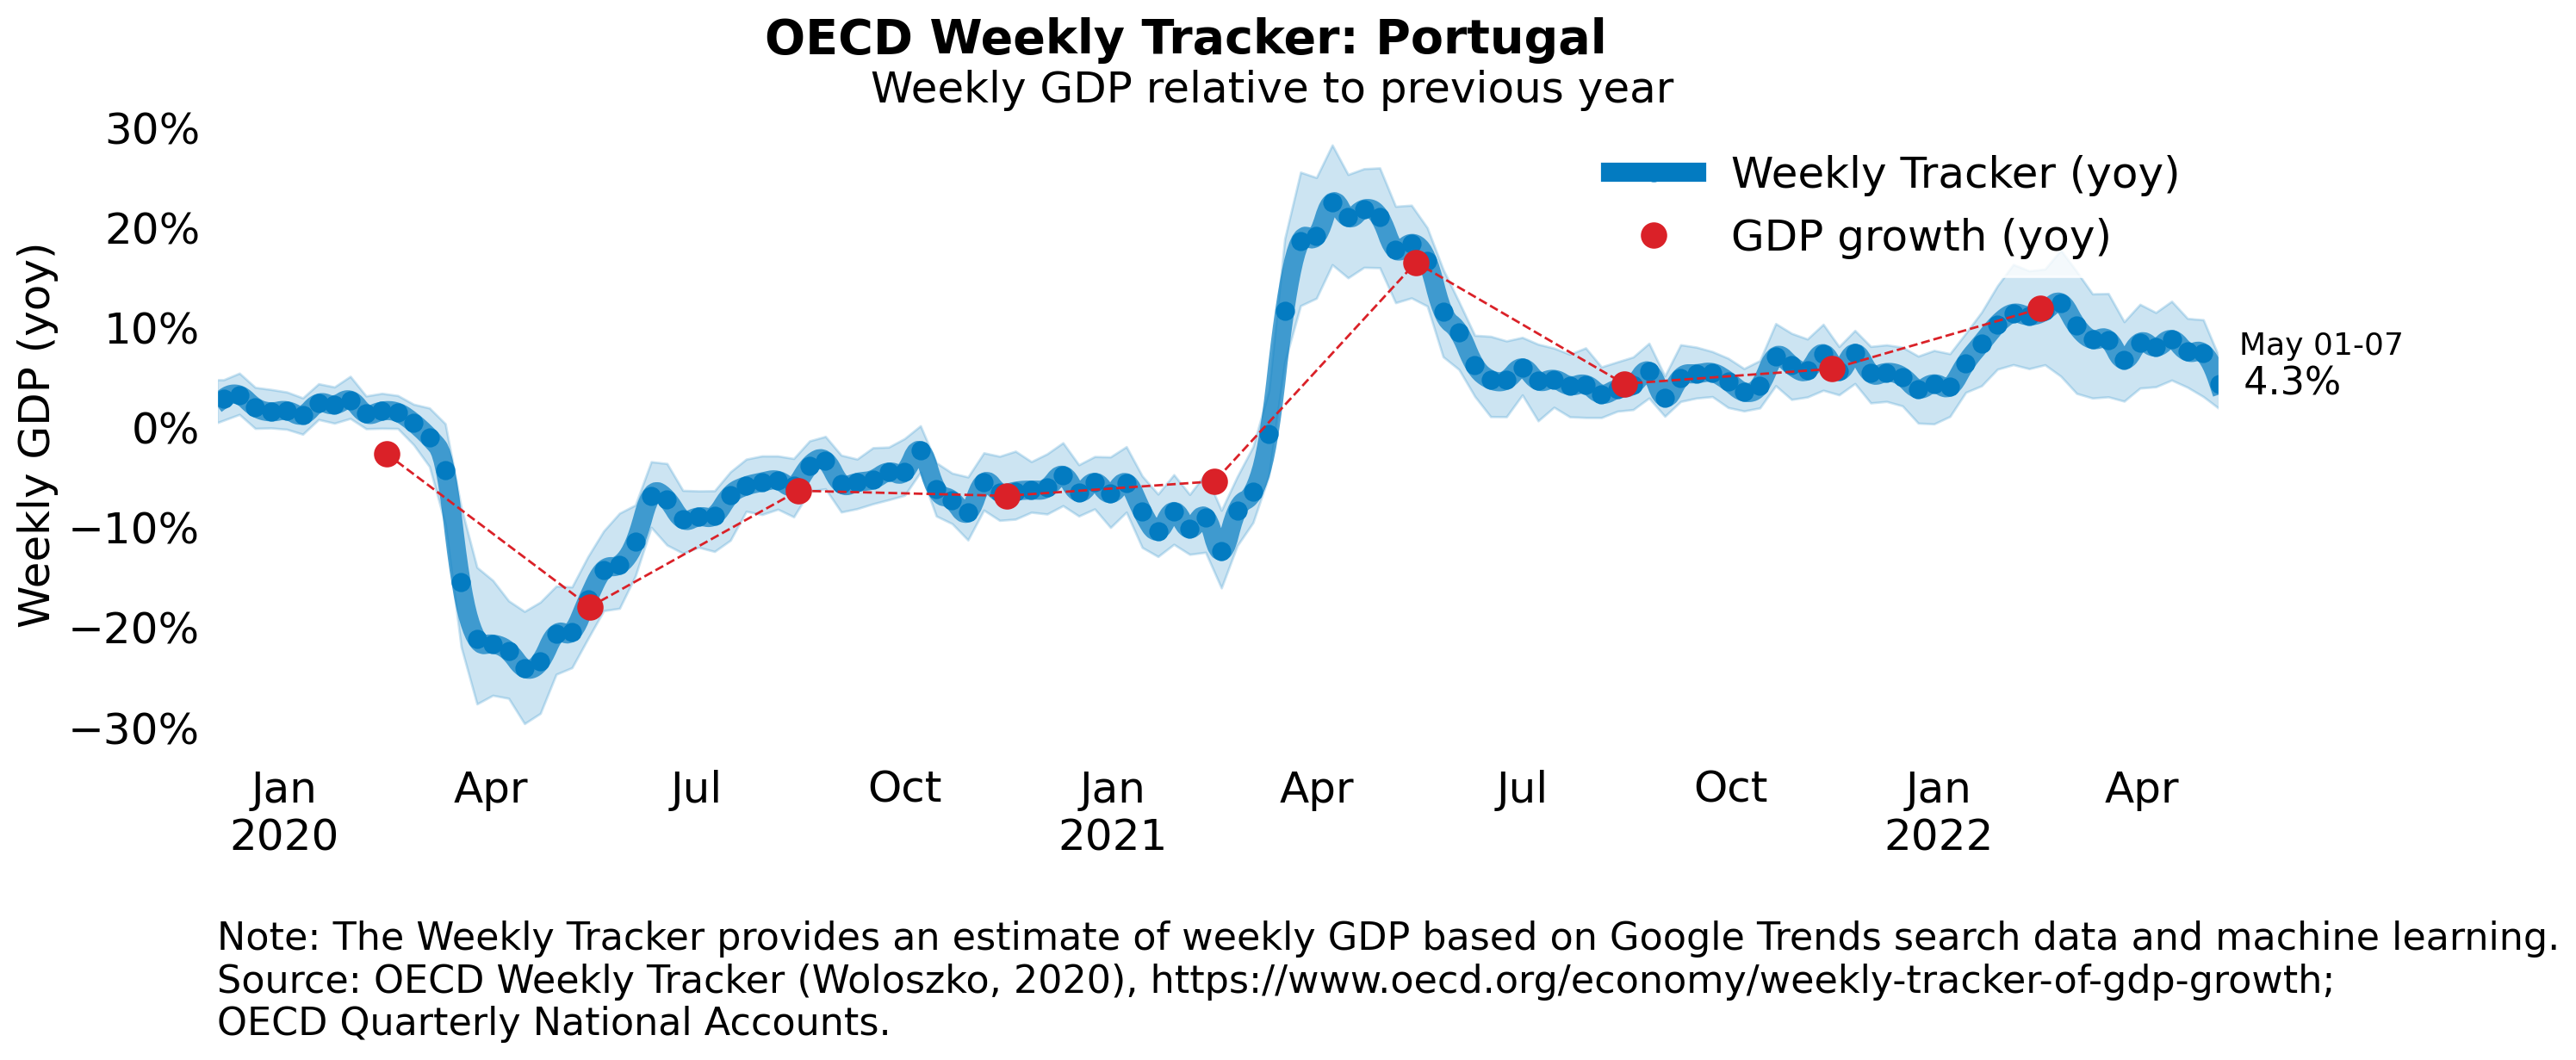 OECD Weekly Tracker: Portugal
Weekly GDP relative to previous year
Weekly GDP (yoy)
30%
20%
10%
0%
−10%
−20%
−30%
Weekly Tracker (yoy)
GDP growth (yoy)
May 01-07
4.3%
Jan Apr Jul Oct Jan Apr Jul Oct Jan Apr
2020 2021 2022
Note: The Weekly Tracker provides an estimate of weekly GDP based on Google Trends search data and machine learning.
Source: OECD Weekly Tracker (Woloszko, 2020), https://www.oecd.org/economy/weekly-tracker-of-gdp-growth;
OECD Quarterly National Accounts.